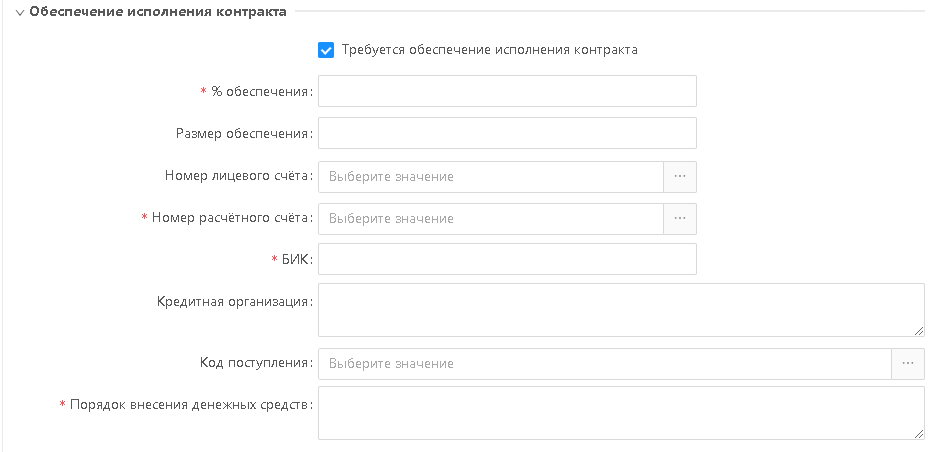 Обеспечение исполнения контракта
Требуется обеспечение исполнения контракта
* % обеспечения:
Размер обеспечения:
Номер лицевого счёта: Выберите значение ...
* Номер расчётного счёта: Выберите значение ...
* БИК:
Кредитная организация:
Код поступления: Выберите значение ...
* Порядок внесения денежных средств: